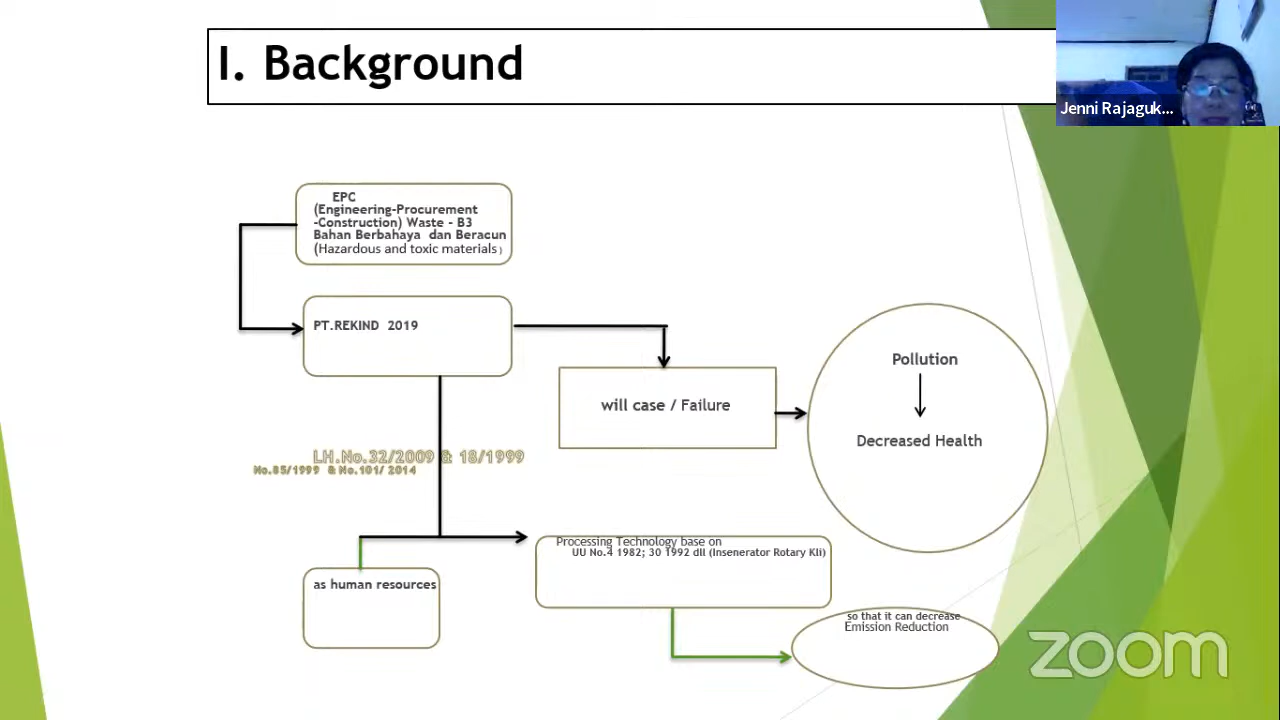 I. Background
Jenni Rajaguk...
EPC
(Engineering-Procurement
-Construction) Waste - B3
Bahan Berbahaya dan Beracun
(Hazardous and toxic materials)
PT.REKIND 2019
will case / Failure
Pollution
Decreased Health
LH.No.32/2009 & 18/1999
No.85/1999 & No.101/ 2014
Processing Technology base on
UU No.4 1982; 30 1992 dll (Insenerator Rotary Kli)
as human resources
so that it can decrease
Emission Reduction
zoom